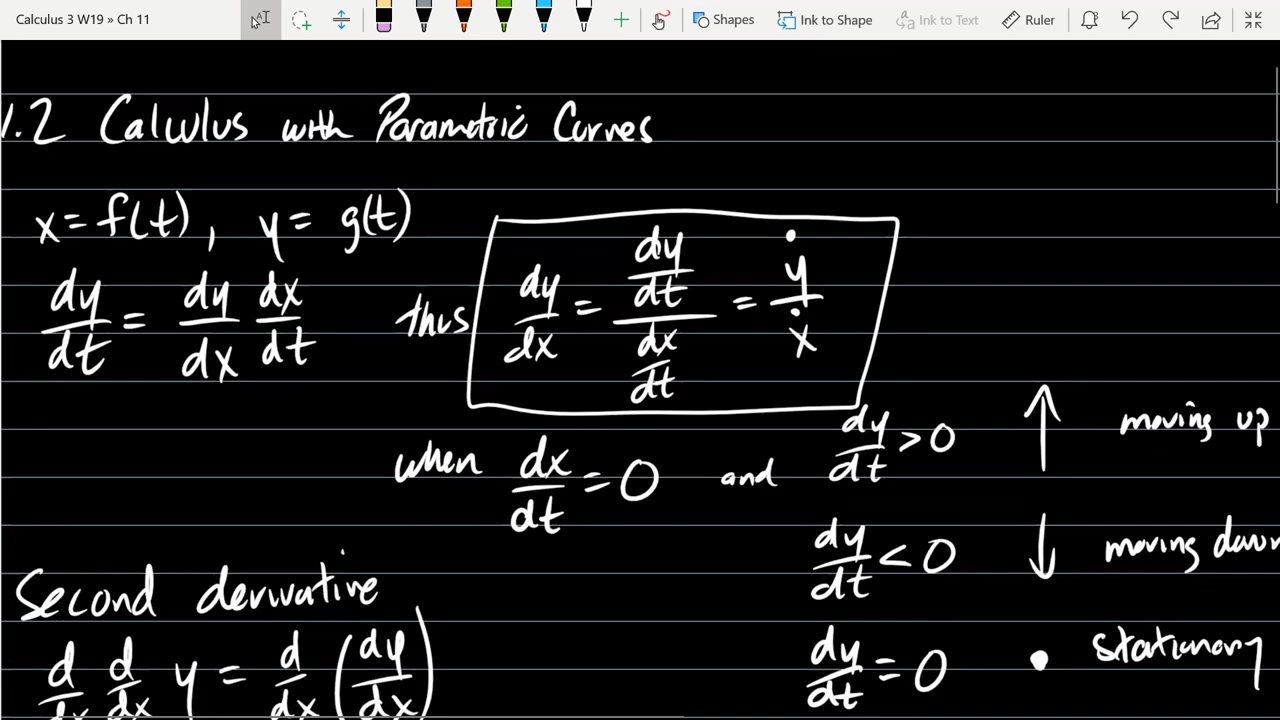 Calculus 3 W19 » Ch 11
Shapes Ink to Shape Ink to Text Ruler
1.2 Calculus with Parametric Curves
x = f(t), y = g(t)
dy/dt = dy/dx dx/dt thus dy/dx = (dy/dt)/(dx/dt) = ẏ/ẋ
when dx/dt = 0 and dy/dt > 0 ↑ moving up
dy/dt < 0 ↓ moving down
Second derivative
dy/dt = 0 • stationary
d/dx d/dx y = d/dx (dy/dx)